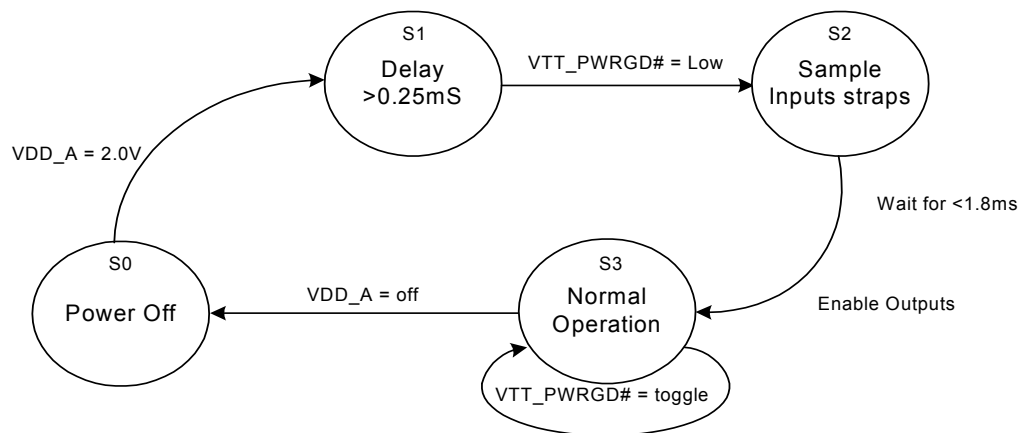 S1
Delay
>0.25mS
VTT_PWRGD# = Low
S2
Sample
Inputs straps
VDD_A = 2.0V
Wait for <1.8ms
S0
Power Off
VDD_A = off
S3
Normal
Operation
Enable Outputs
VTT_PWRGD# = toggle